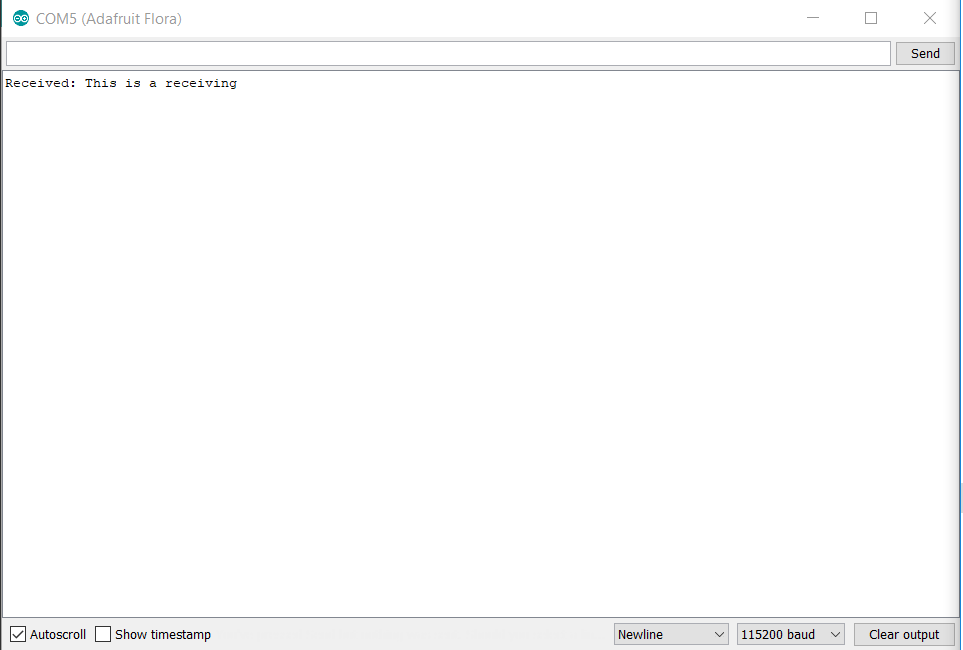 COM5 (Adafruit Flora)
Send
Received: This is a receiving
Autoscroll Show timestamp Newline 115200 baud Clear output